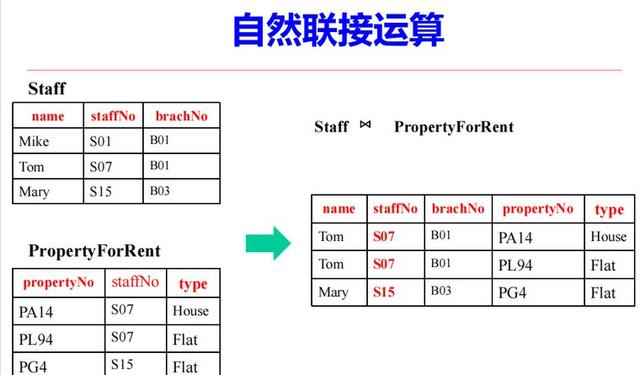 自然联接运算
Staff
name staffNo brachNo
Mike S01 B01
Tom S07 B01
Mary S15 B03
PropertyForRent
propertyNo staffNo type
PA14 S07 House
PL94 S07 Flat
PG4 S15 Flat
Staff ⋈ PropertyForRent
name staffNo brachNo propertyNo type
Tom S07 B01 PA14 House
Tom S07 B01 PL94 Flat
Mary S15 B03 PG4 Flat